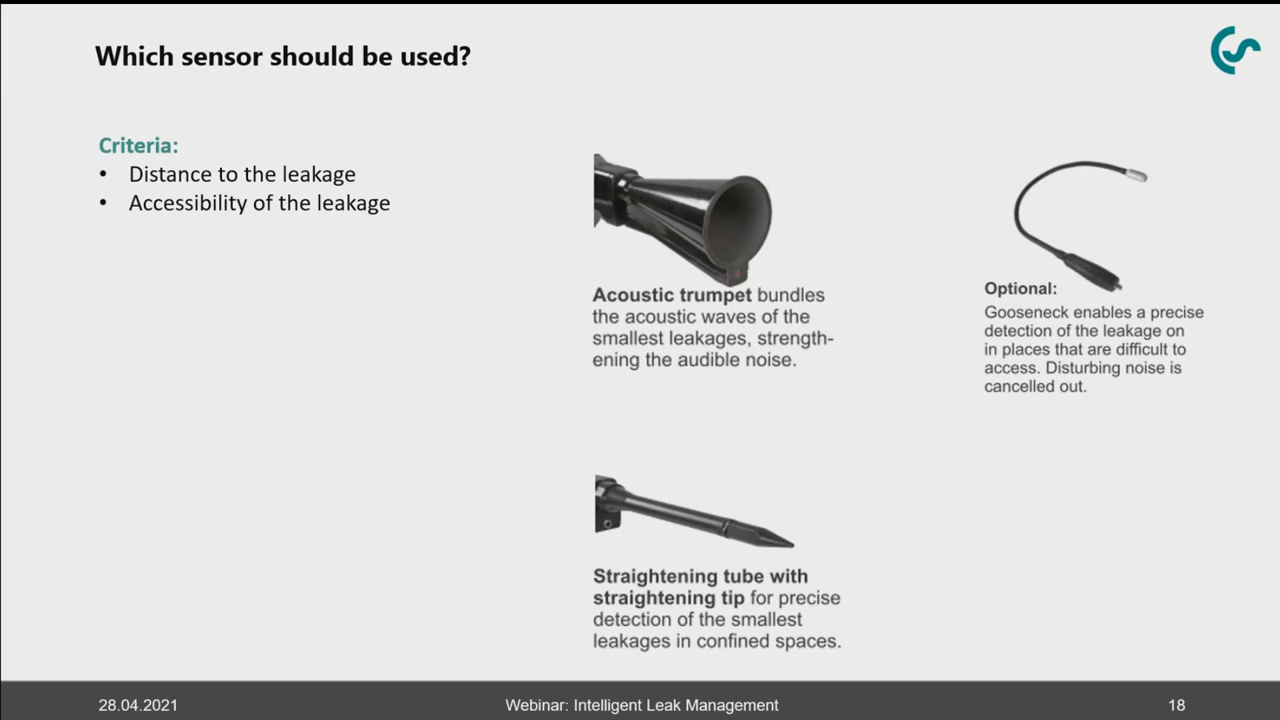 Which sensor should be used?
Criteria:
• Distance to the leakage
• Accessibility of the leakage
Acoustic trumpet bundles
the acoustic waves of the
smallest leakages, strength-
ening the audible noise.
Optional:
Gooseneck enables a precise
detection of the leakage on
in places that are difficult to
access. Disturbing noise is
cancelled out.
Straightening tube with
straightening tip for precise
detection of the smallest
leakages in confined spaces.
28.04.2021
Webinar: Intelligent Leak Management
18